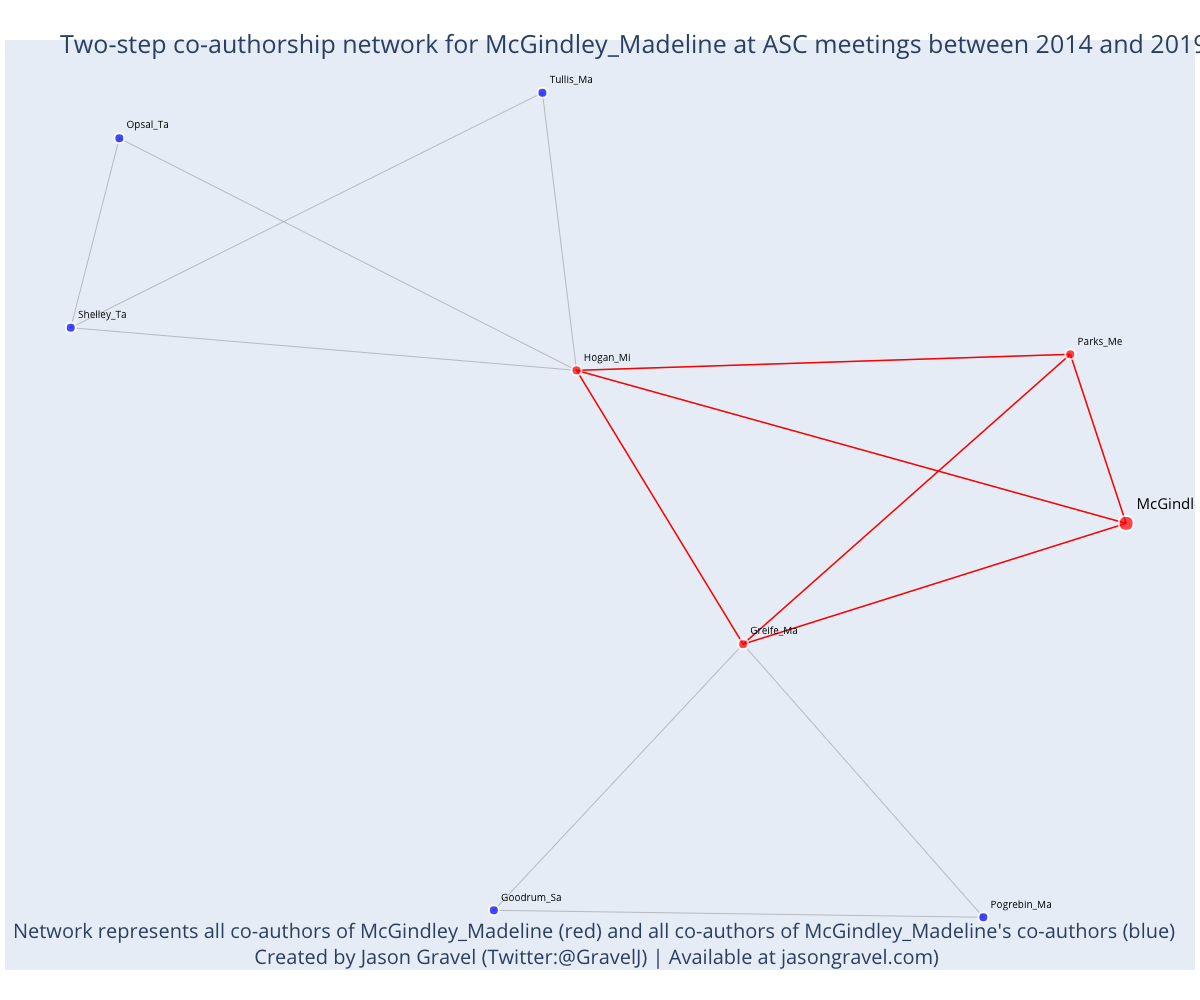 Two-step co-authorship network for McGindley_Madeline at ASC meetings between 2014 and 2019
Tullis_Ma
Opsal_Ta
Shelley_Ta
Hogan_Mi
Parks_Me
McGindl
Greife_Ma
Goodrum_Sa
Pogrebin_Ma
Network represents all co-authors of McGindley_Madeline (red) and all co-authors of McGindley_Madeline's co-authors (blue)
Created by Jason Gravel (Twitter:@GravelJ) | Available at jasongravel.com)